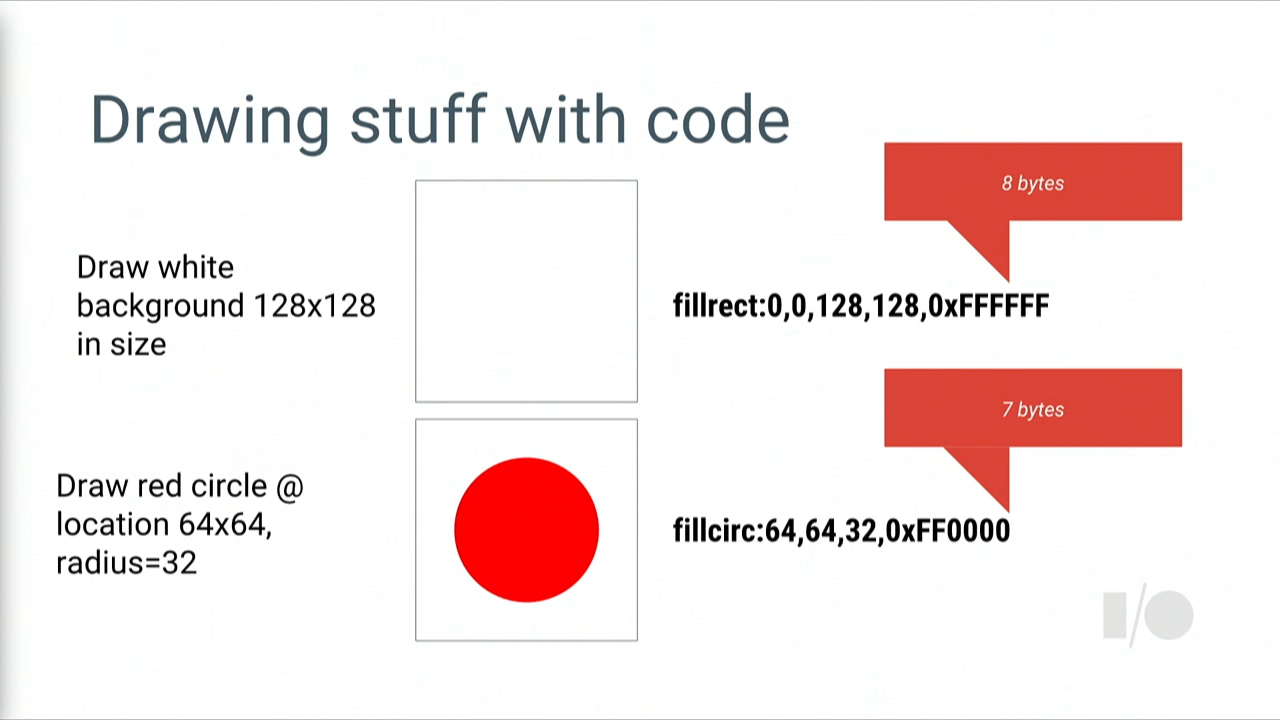 Drawing stuff with code
8 bytes
Draw white
background 128x128
in size
fillrect:0,0,128,128,0xFFFFFF
7 bytes
Draw red circle @
location 64x64,
radius=32
fillcirc:64,64,32,0xFF0000
I/O